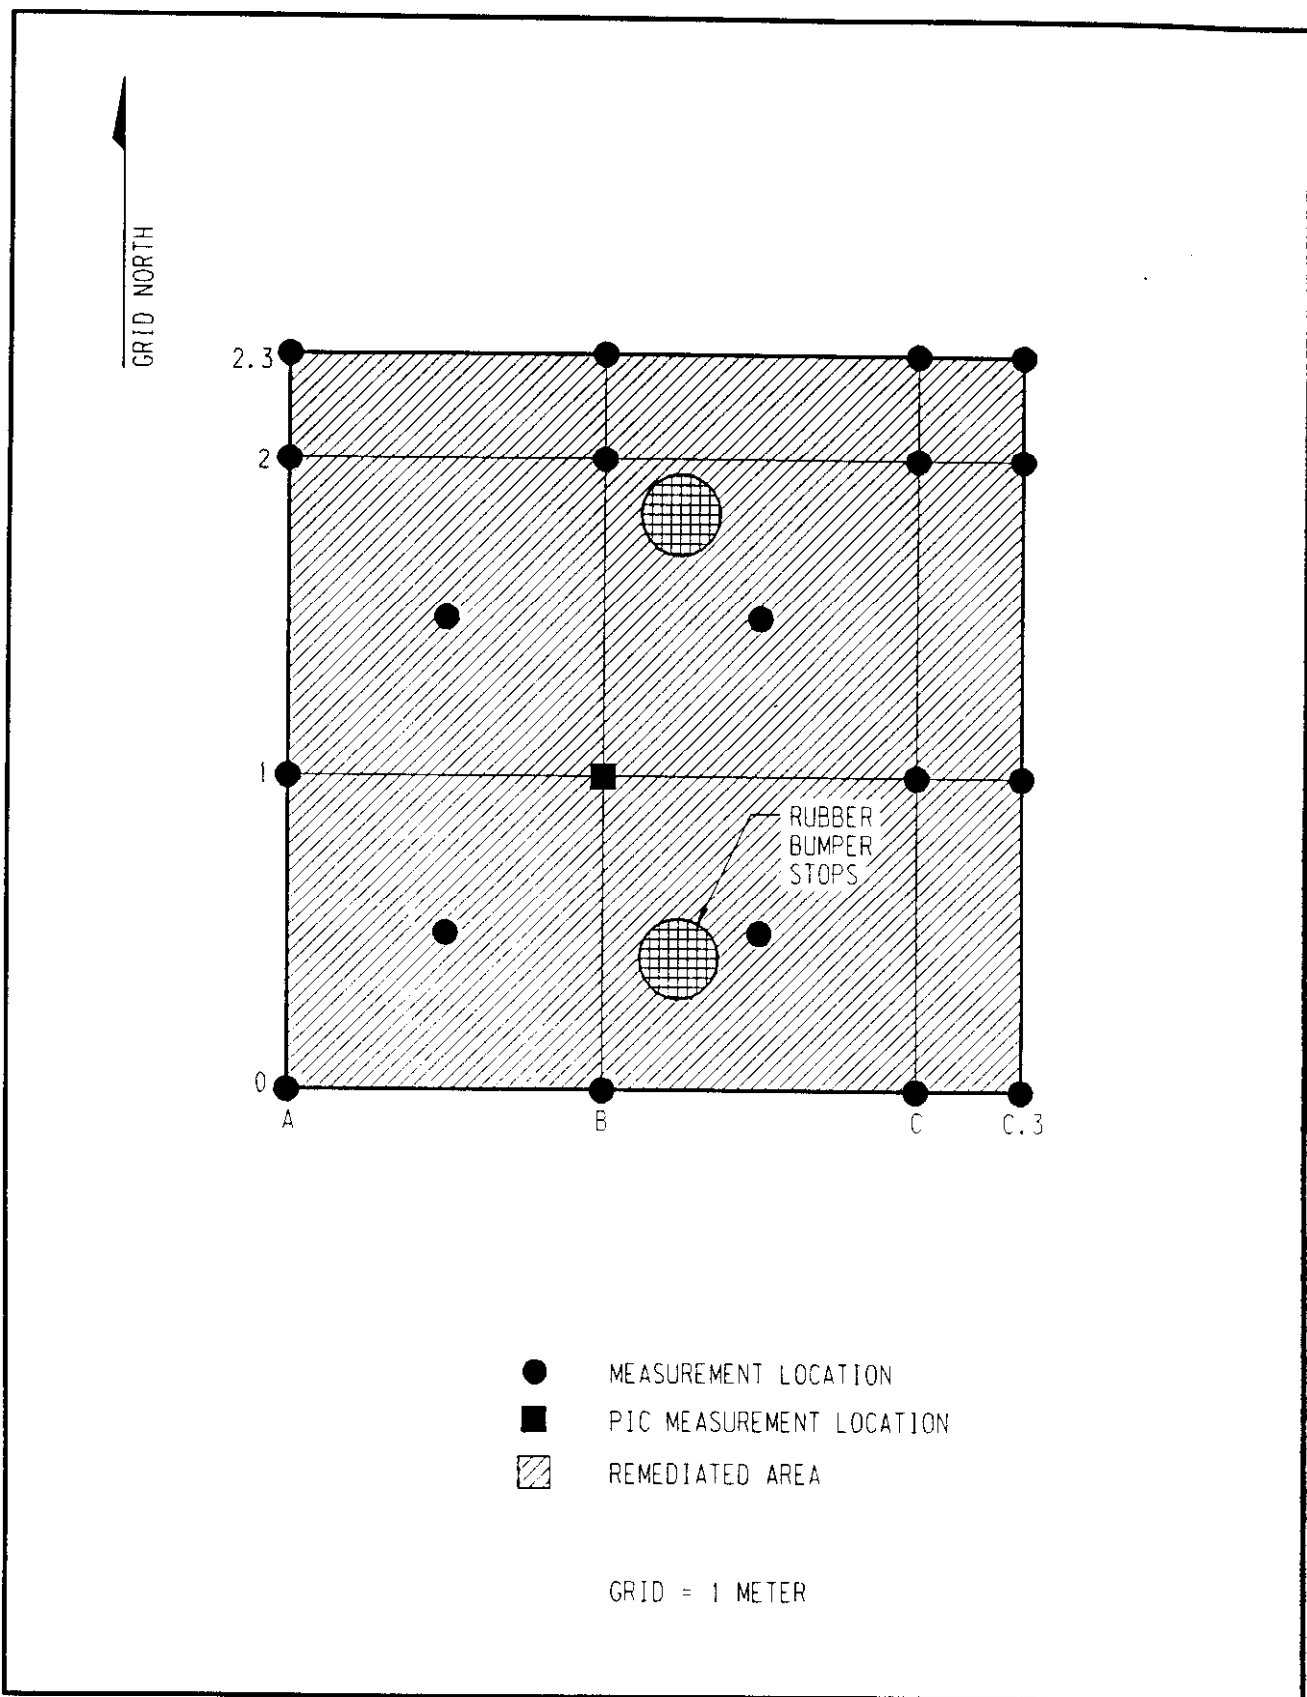 GRID NORTH
2.3
2
1
RUBBER
BUMPER
STOPS
0
A B C C.3
MEASUREMENT LOCATION
PIC MEASUREMENT LOCATION
REMEDIATED AREA
GRID = 1 METER